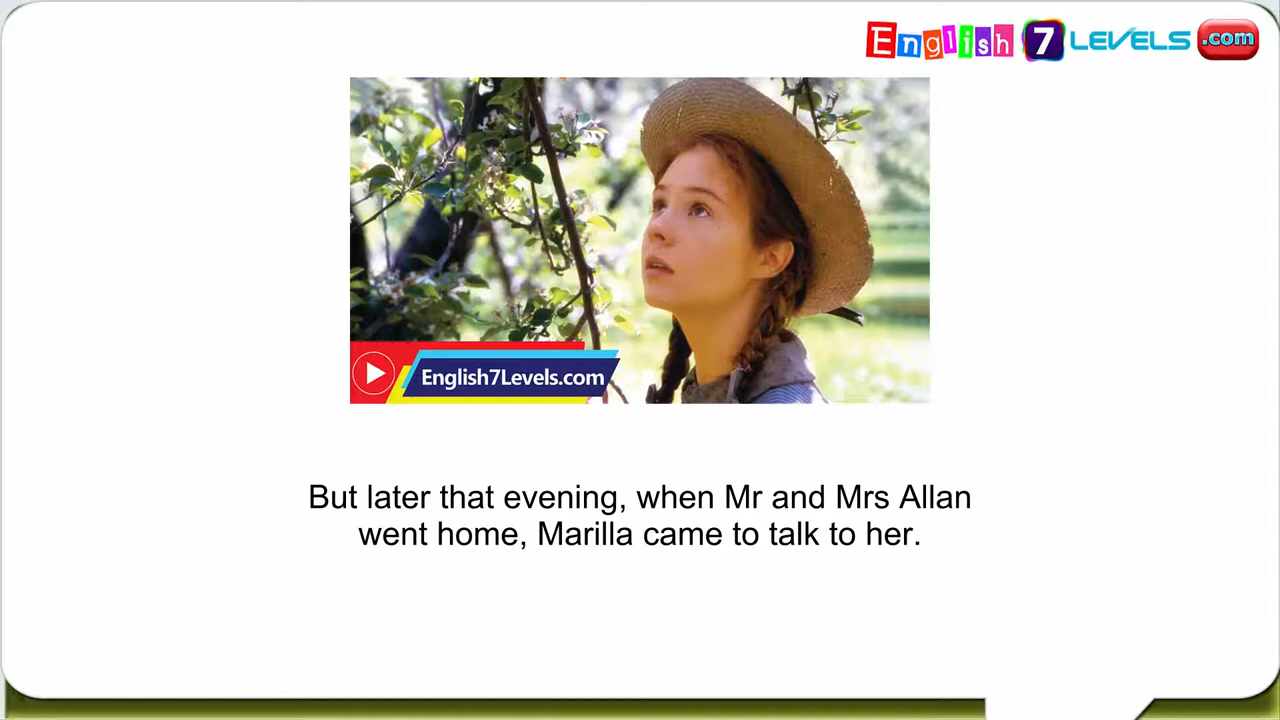 English 7 LEVELS .com
English7Levels.com
But later that evening, when Mr and Mrs Allan
went home, Marilla came to talk to her.